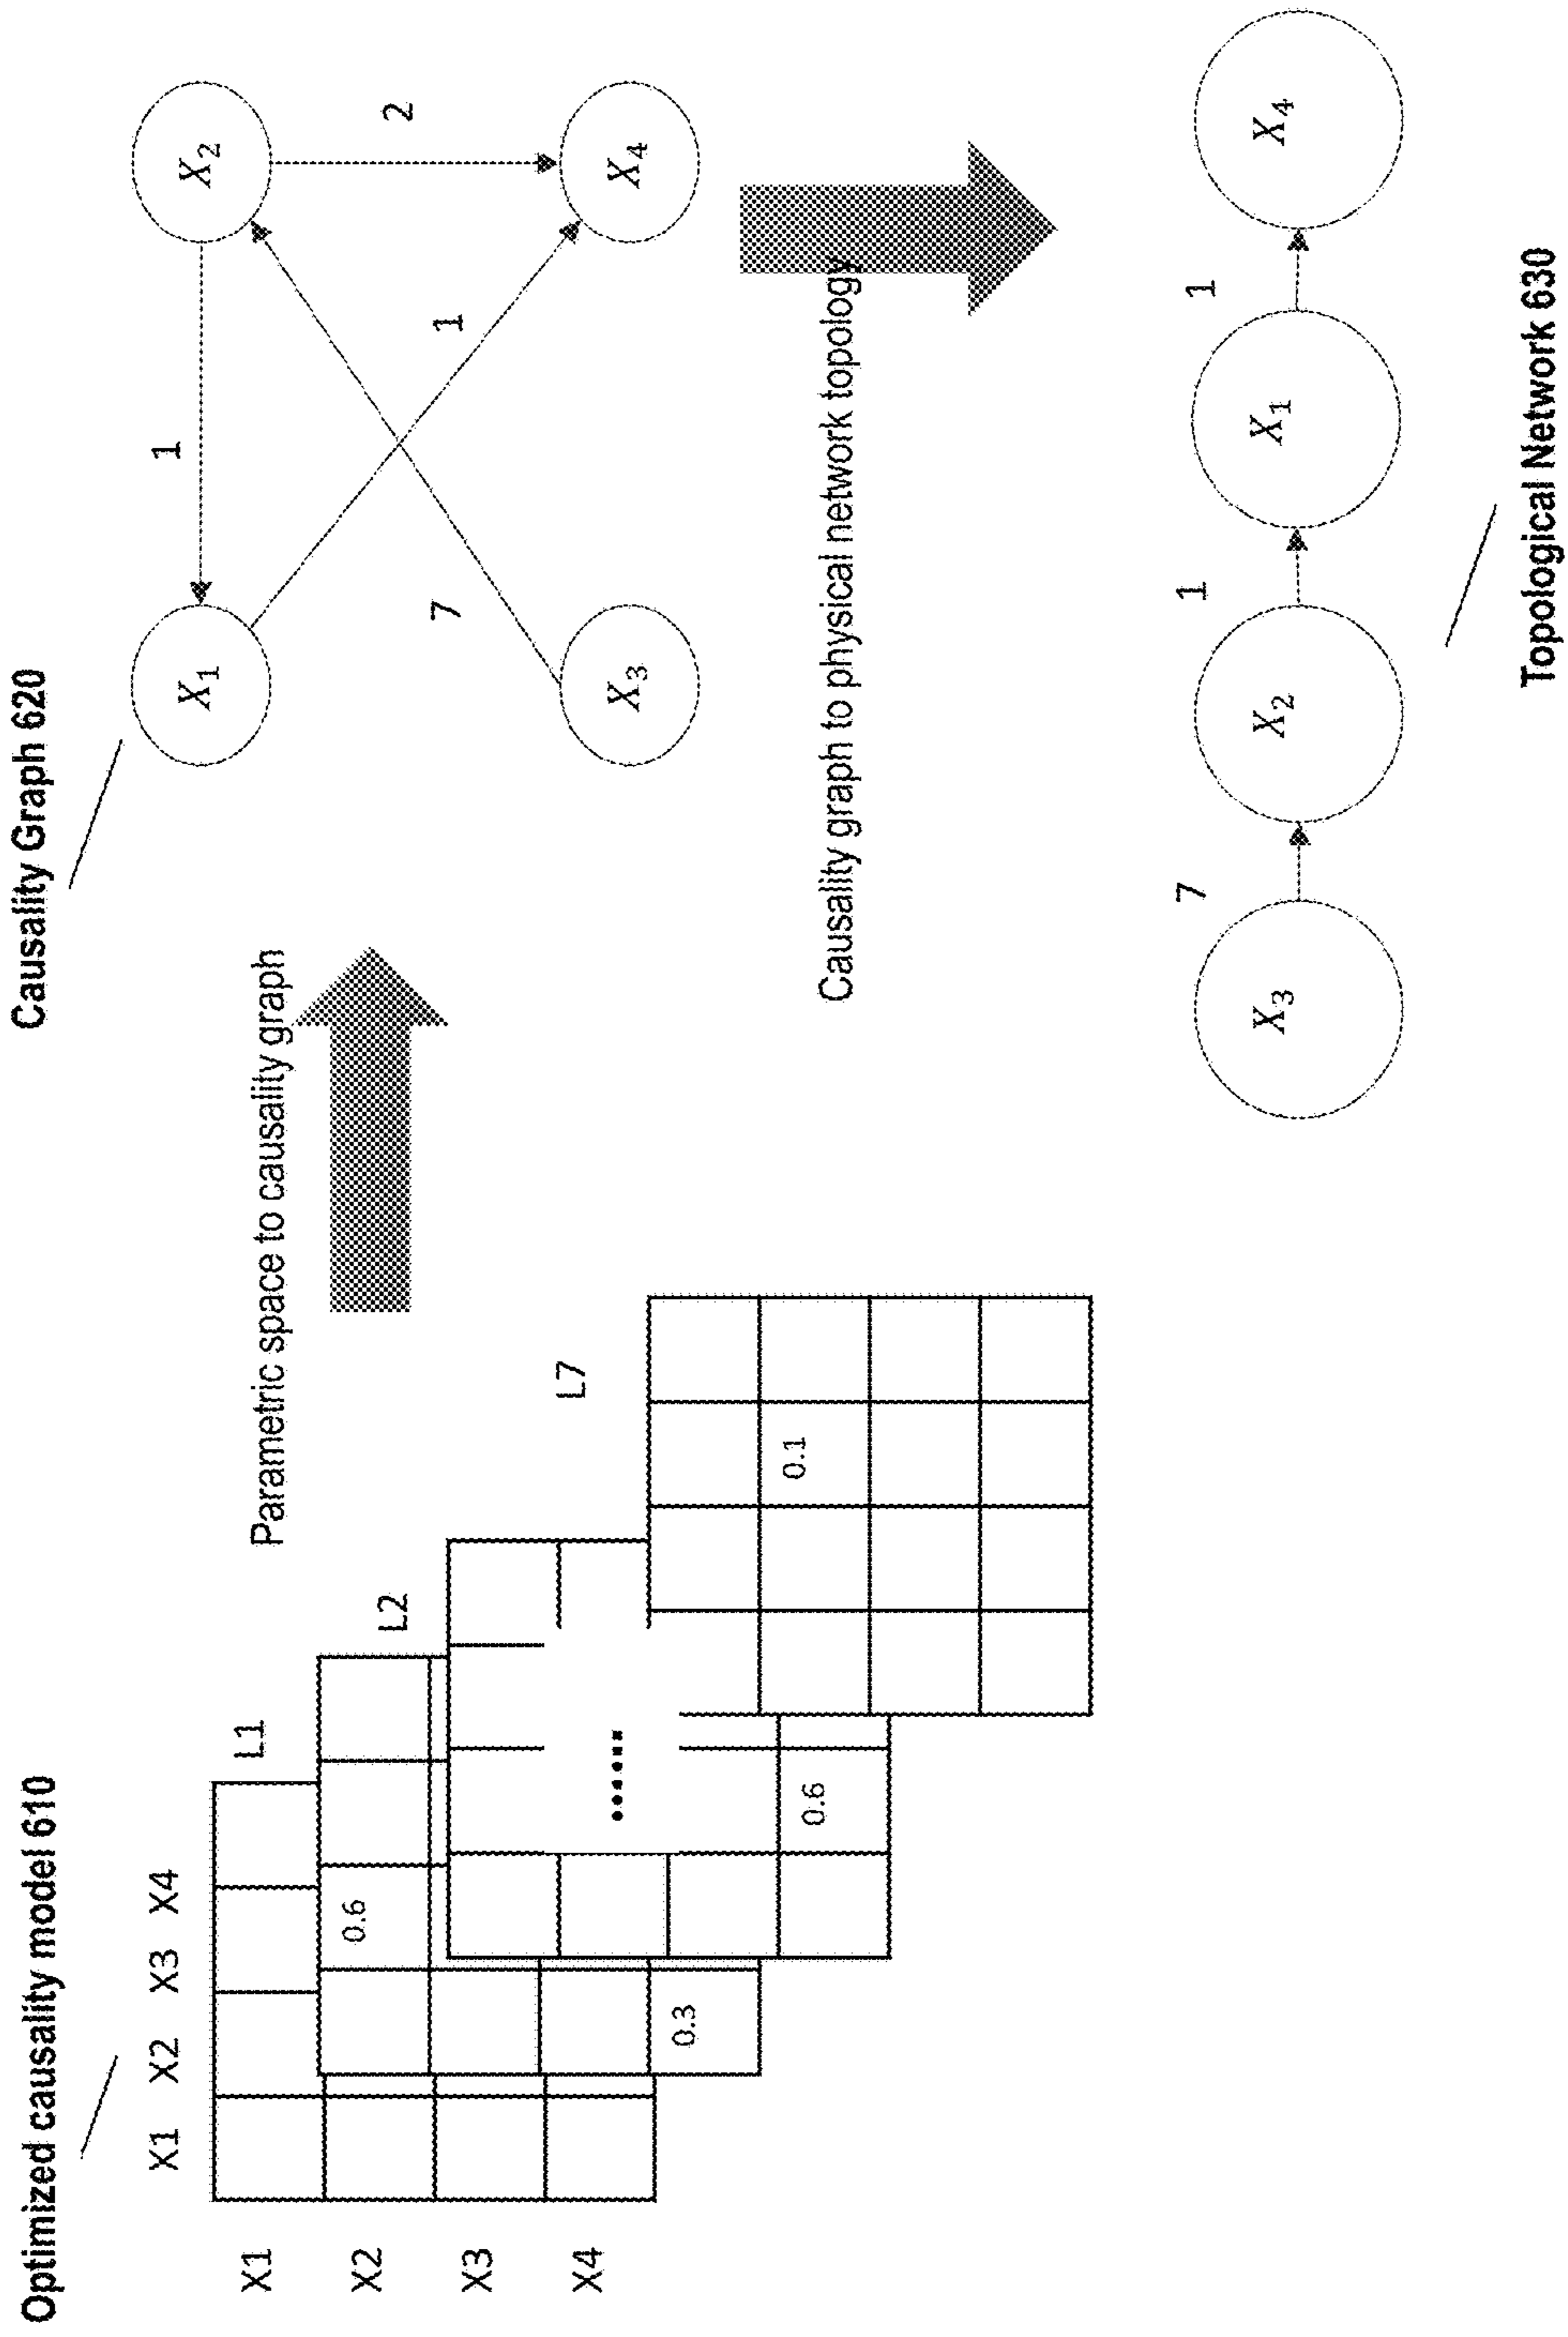 Optimized causality model 610
X1 X2 X3 X4
X1
X2
X3
X4
L1
L2
L7
0.6
0.3
......
0.6
0.1
Parametric space to causality graph
Causality Graph 620
X₁
X₂
X₃
X₄
1
2
1
7
Causality graph to physical network topology
X₃
7
X₂
1
X₁
1
X₄
Topological Network 630